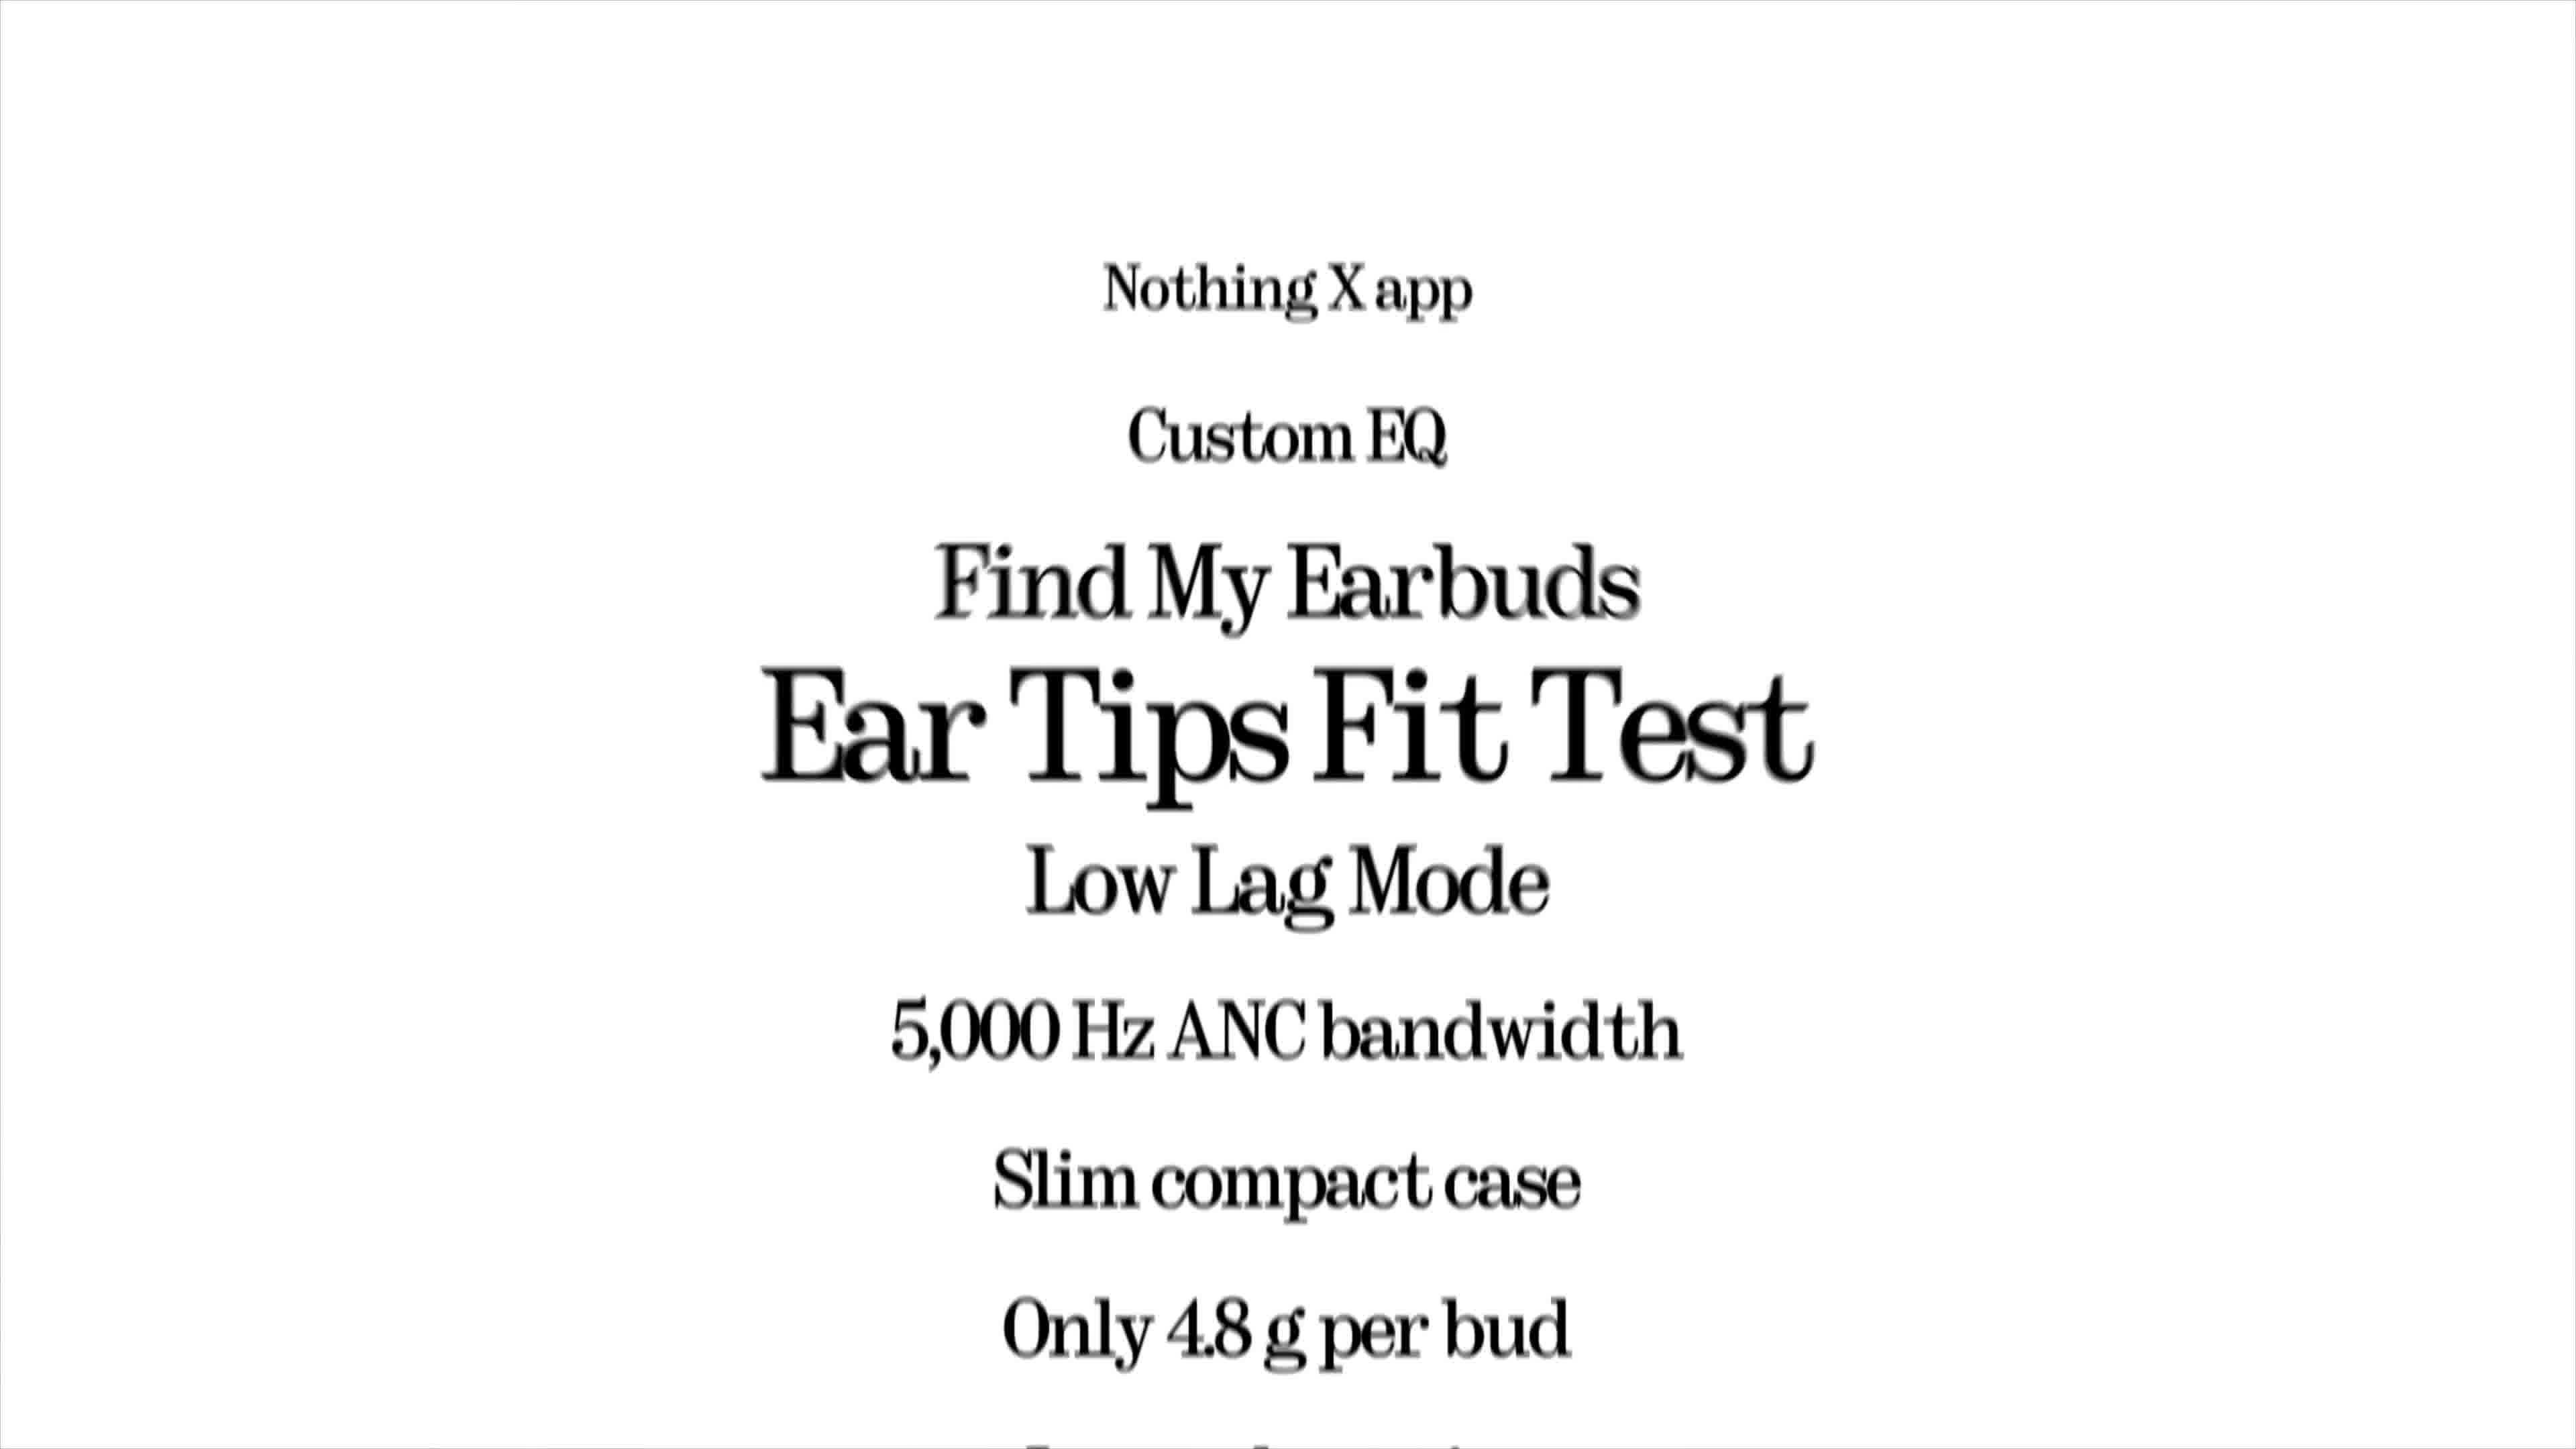 Nothing X app
Custom EQ
Find My Earbuds
Ear Tips Fit Test
Low Lag Mode
5,000 Hz ANC bandwidth
Slim compact case
Only 4.8 g per bud